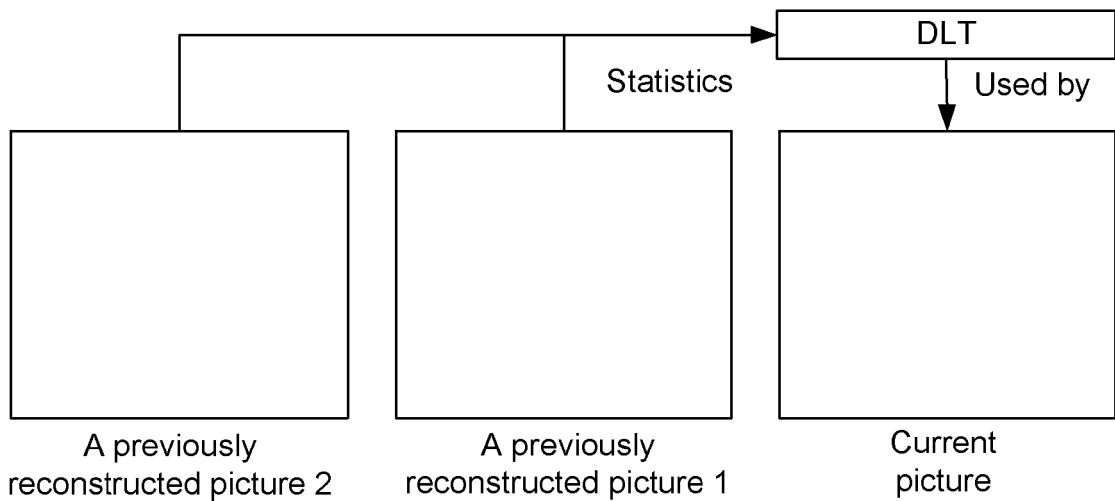 DLT
Statistics
Used by
A previously
reconstructed picture 2
A previously
reconstructed picture 1
Current
picture